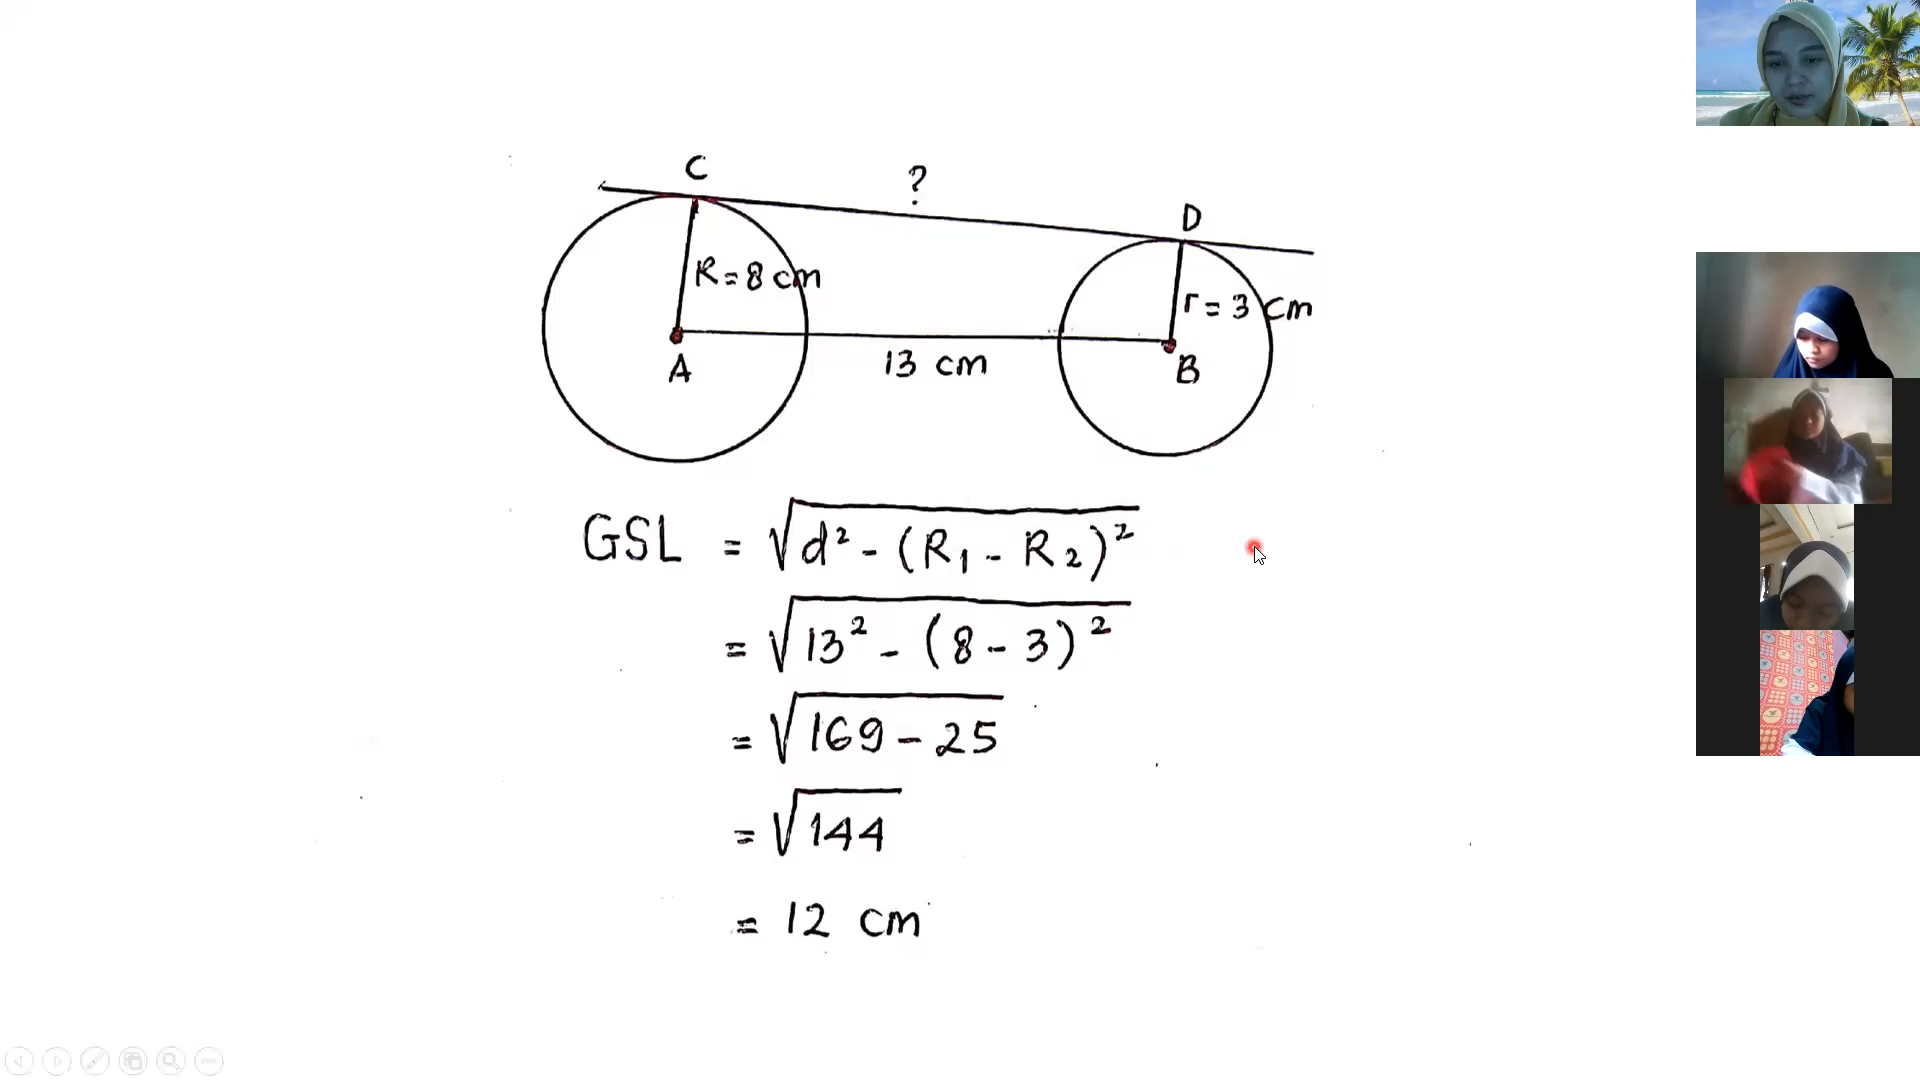 C
?
D
R = 8 cm
r = 3 cm
A
13 cm
B
GSL = √d² - (R₁ - R₂)²
= √13² - (8 - 3)²
= √169 - 25
= √144
= 12 cm